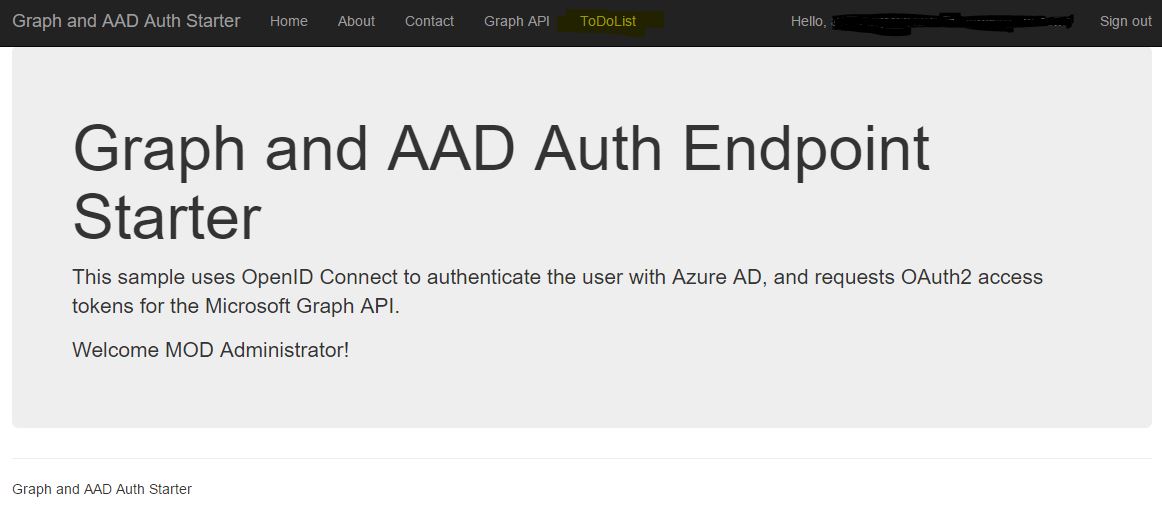 Graph and AAD Auth Starter Home About Contact Graph API ToDoList Hello, Sign out
Graph and AAD Auth Endpoint
Starter
This sample uses OpenID Connect to authenticate the user with Azure AD, and requests OAuth2 access
tokens for the Microsoft Graph API.
Welcome MOD Administrator!
Graph and AAD Auth Starter